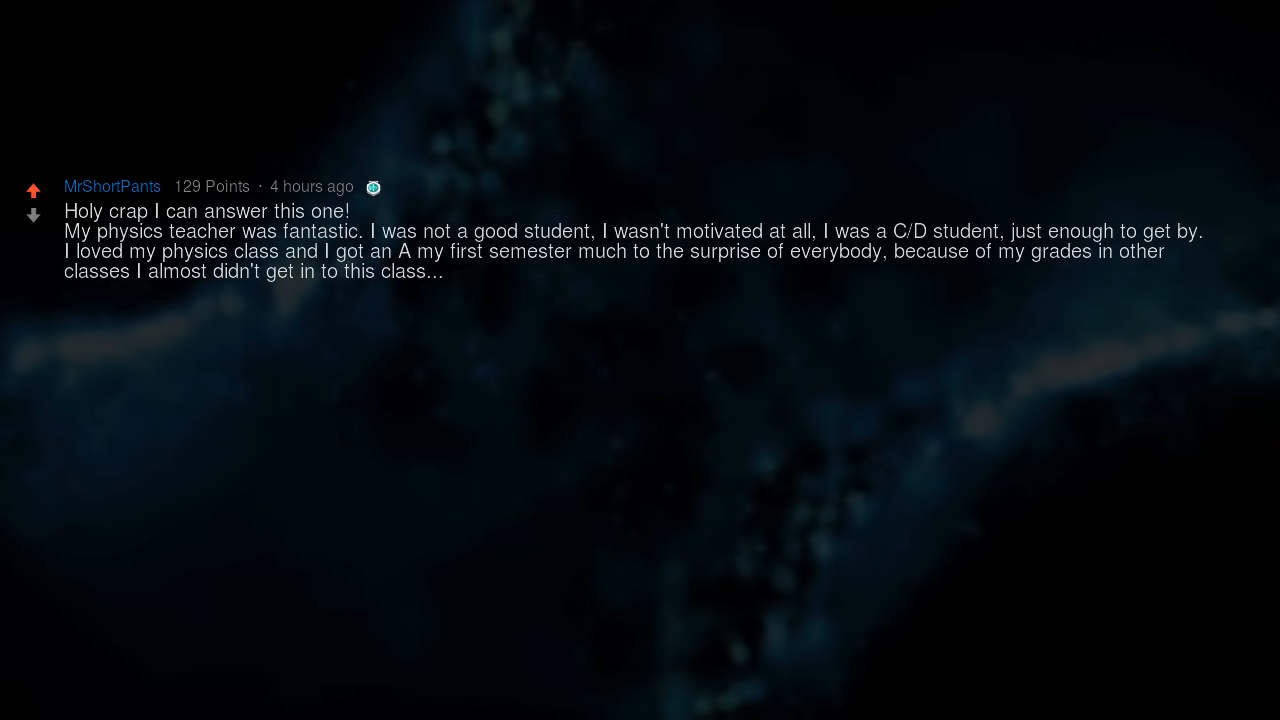 MrShortPants 129 Points · 4 hours ago
Holy crap I can answer this one!
My physics teacher was fantastic. I was not a good student, I wasn't motivated at all, I was a C/D student, just enough to get by.
I loved my physics class and I got an A my first semester much to the surprise of everybody, because of my grades in other
classes I almost didn't get in to this class...